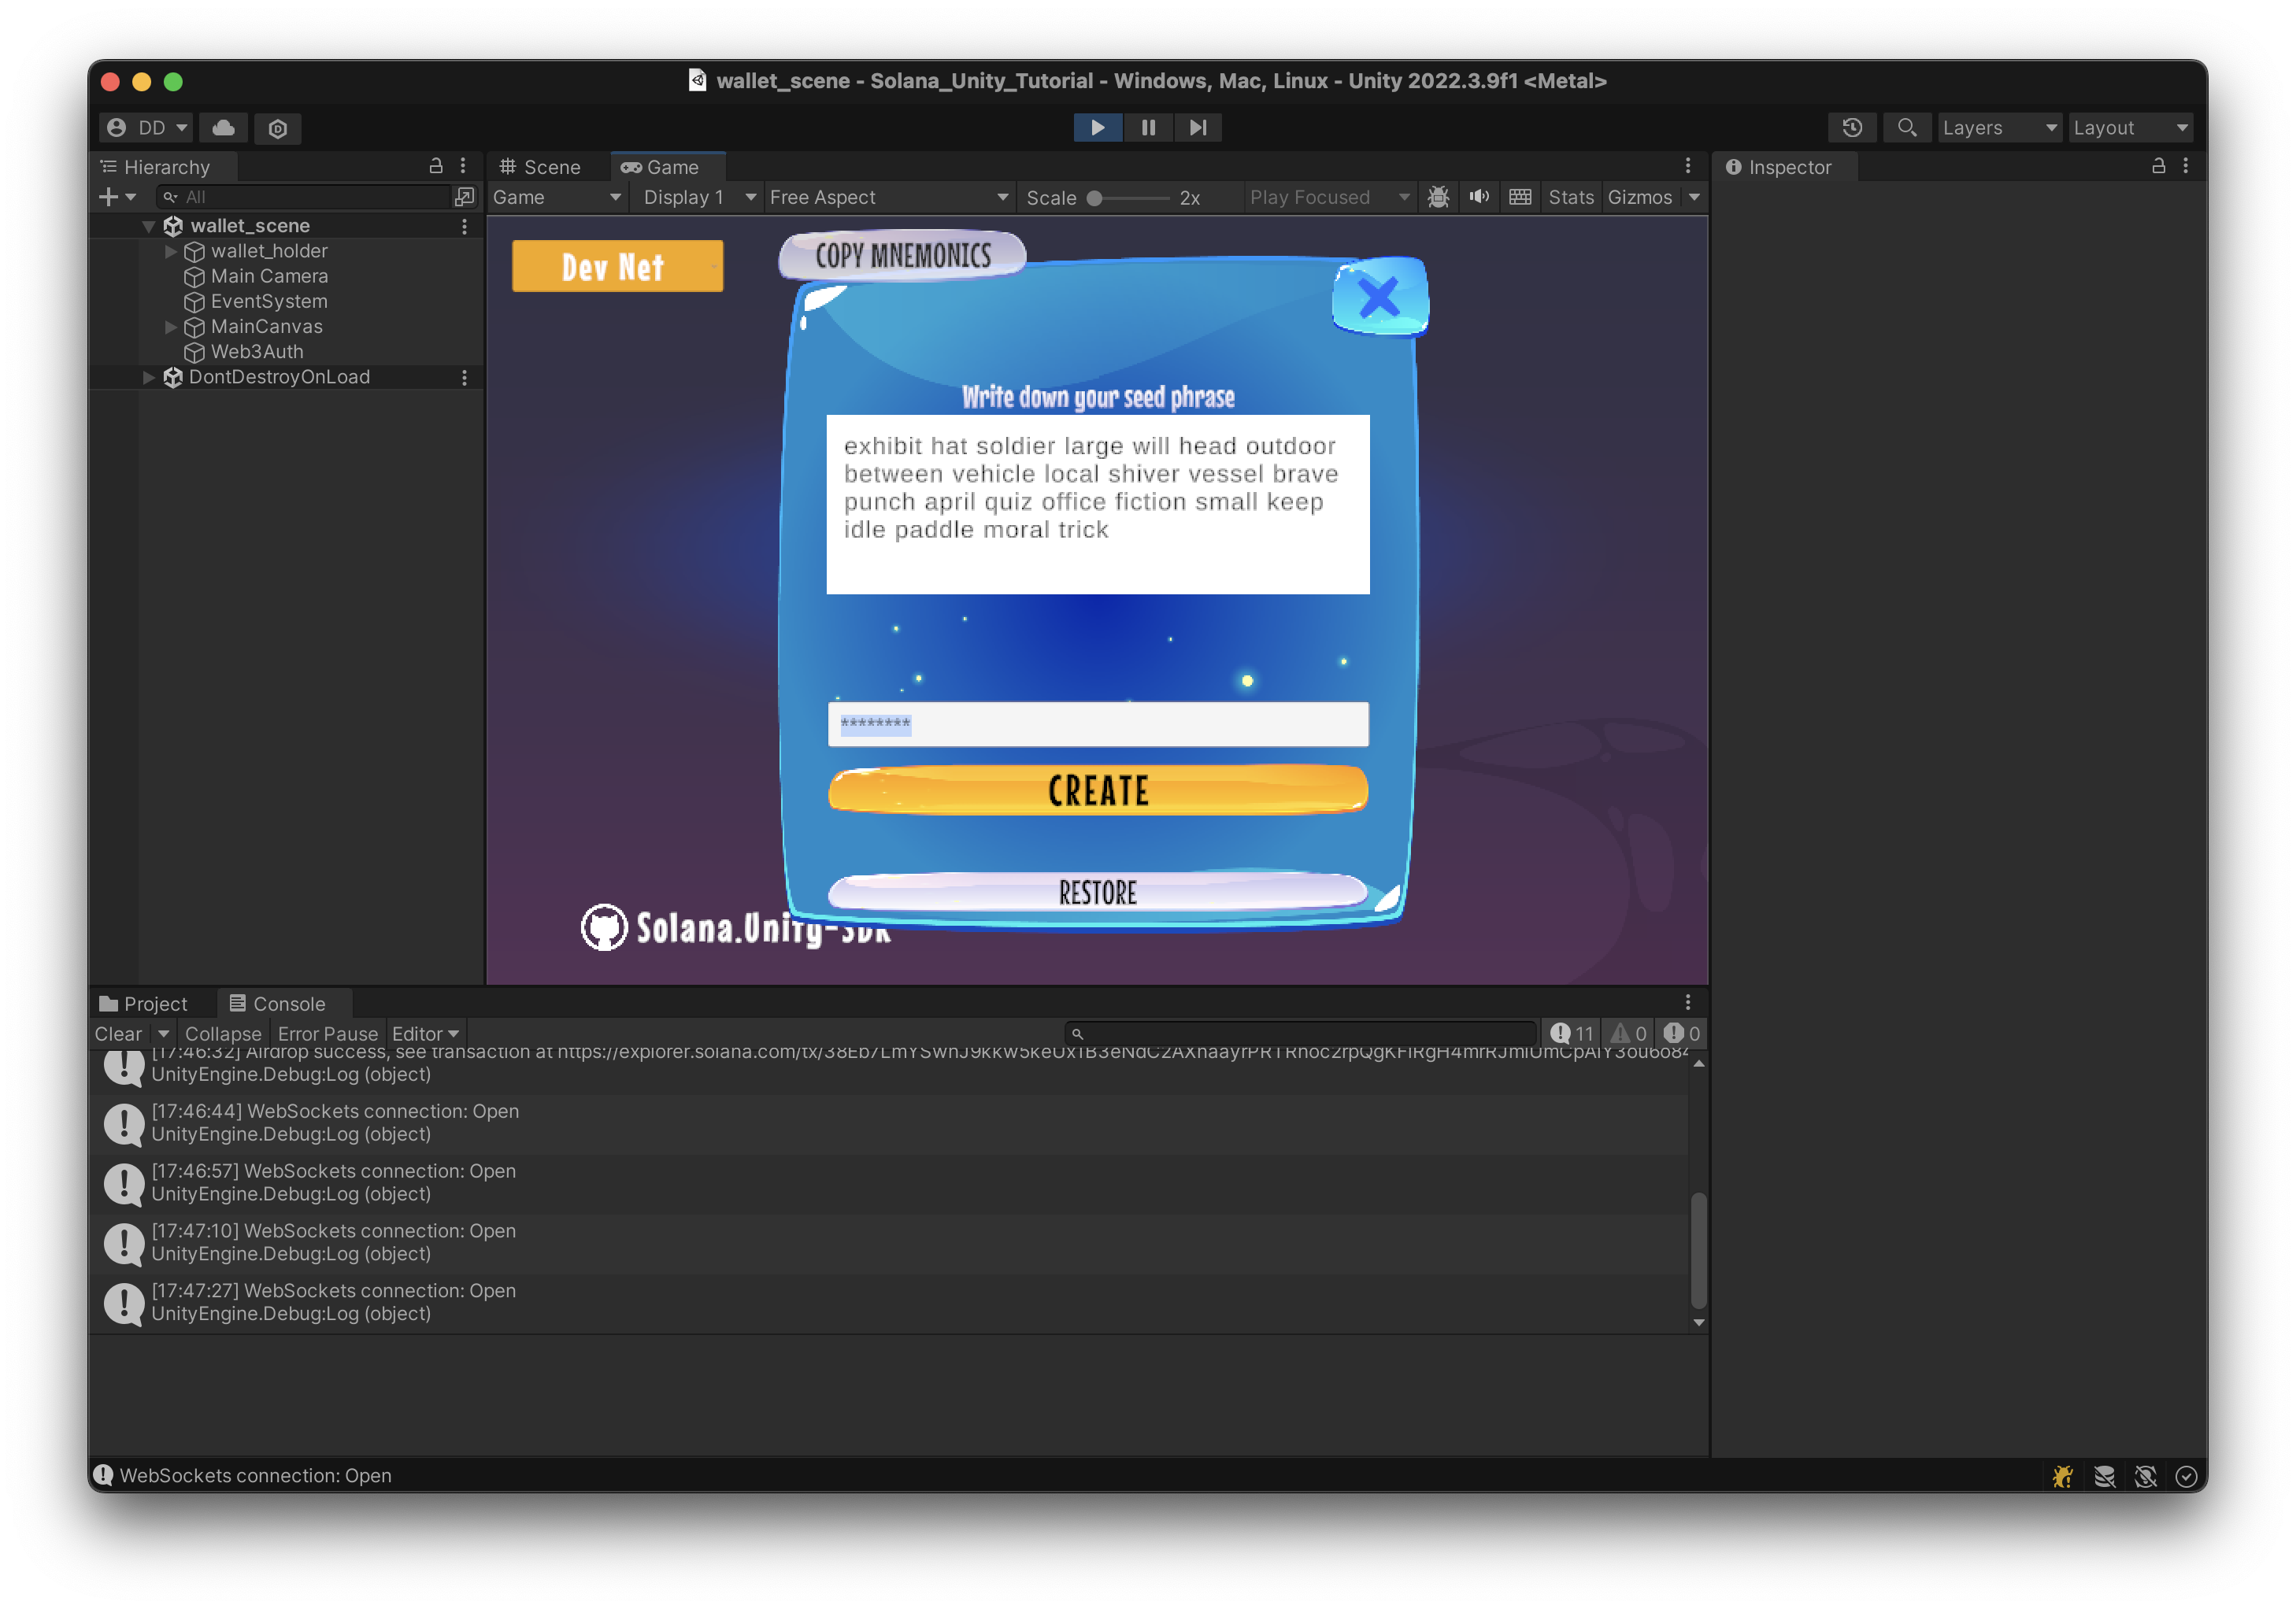 wallet_scene - Solana_Unity_Tutorial - Windows, Mac, Linux - Unity 2022.3.9f1 <Metal>
DD
Layers
Layout
Hierarchy
Scene
Game
Inspector
All
Game
Display 1
Free Aspect
Scale
2x
Play Focused
Stats
Gizmos
wallet_scene
wallet_holder
Main Camera
EventSystem
MainCanvas
Web3Auth
DontDestroyOnLoad
Dev Net
COPY MNEMONICS
Write down your seed phrase
exhibit hat soldier large will head outdoor
between vehicle local shiver vessel brave
punch april quiz office fiction small keep
idle paddle moral trick
********
CREATE
RESTORE
Solana.Unity-SDK
Project
Console
Clear
Collapse
Error Pause
Editor
11
0
0
[17:46:32] Airdrop success, see transaction at
UnityEngine.Debug:Log (object)
[17:46:44] WebSockets connection: Open
UnityEngine.Debug:Log (object)
[17:46:57] WebSockets connection: Open
UnityEngine.Debug:Log (object)
[17:47:10] WebSockets connection: Open
UnityEngine.Debug:Log (object)
[17:47:27] WebSockets connection: Open
UnityEngine.Debug:Log (object)
WebSockets connection: Open